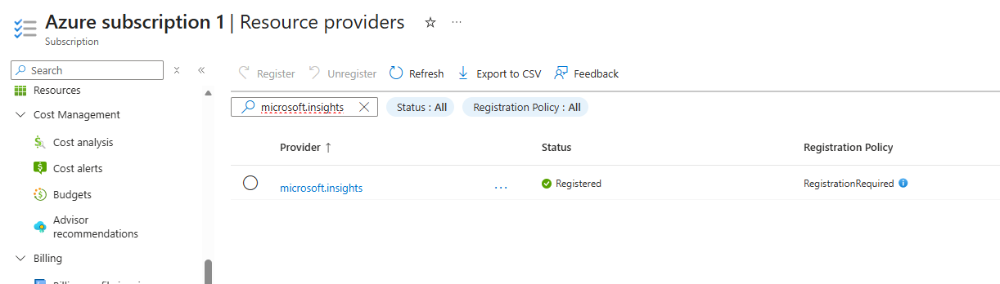 Azure subscription 1 | Resource providers
Subscription
Search
Resources
Cost Management
Cost analysis
Cost alerts
Budgets
Advisor
recommendations
Billing
Register Unregister Refresh Export to CSV Feedback
microsoft.insights Status : All Registration Policy : All
Provider ↑ Status Registration Policy
microsoft.insights ... Registered RegistrationRequired